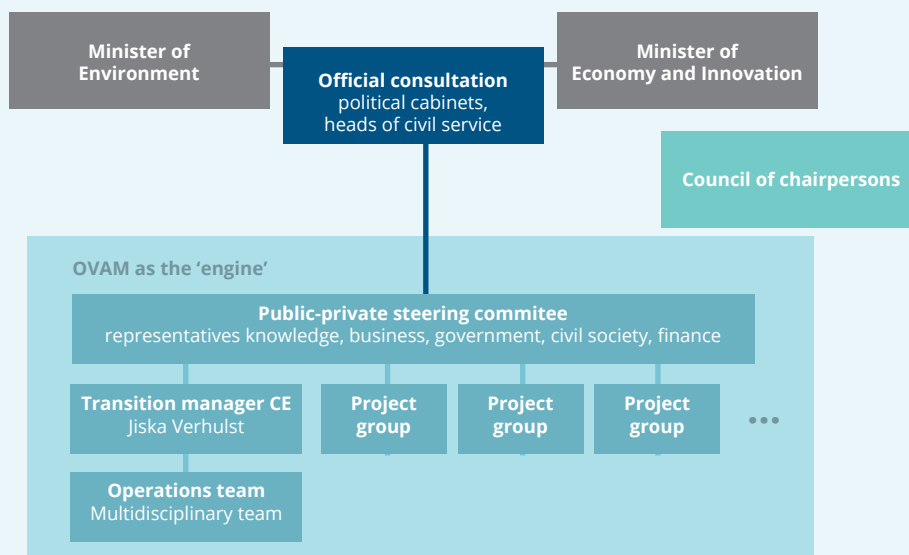 Minister of
Environment
Official consultation
political cabinets,
heads of civil service
Minister of
Economy and Innovation
Council of chairpersons
OVAM as the ‘engine’
Public-private steering commitee
representatives knowledge, business, government, civil society, finance
Transition manager CE
Jiska Verhulst
Project
group
Project
group
Project
group
...
Operations team
Multidisciplinary team